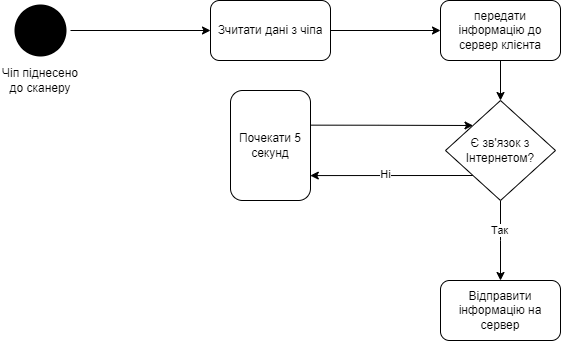 Чіп піднесено
до сканеру
Зчитати дані з чіпа
передати
інформацію до
сервер клієнта
Почекати 5
секунд
Є зв'язок з
Інтернетом?
Ні
Так
Відправити
інформацію на
сервер